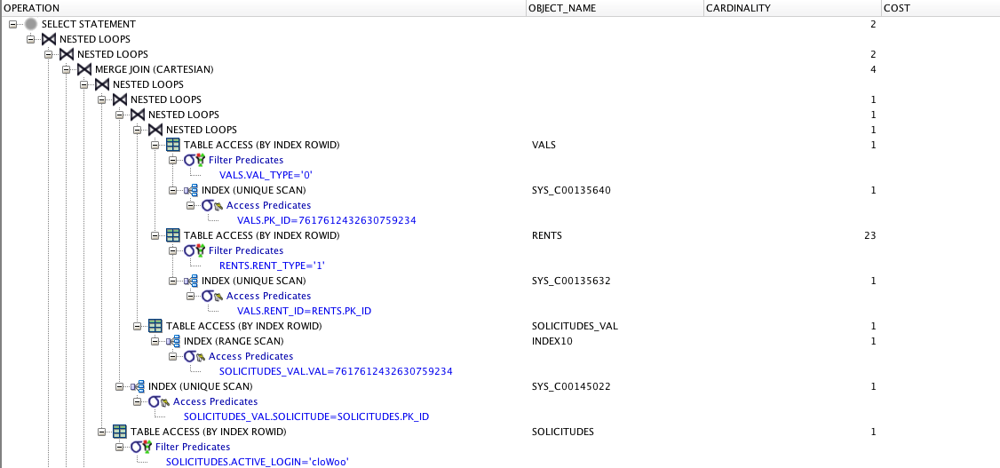 OPERATION OBJECT_NAME CARDINALITY COST
SELECT STATEMENT 2
NESTED LOOPS
NESTED LOOPS 2
MERGE JOIN (CARTESIAN) 4
NESTED LOOPS
NESTED LOOPS 1
NESTED LOOPS 1
NESTED LOOPS 1
TABLE ACCESS (BY INDEX ROWID) VALS 1
Filter Predicates
VALS.VAL_TYPE='0'
INDEX (UNIQUE SCAN) SYS_C00135640 1
Access Predicates
VALS.PK_ID=7617612432630759234
TABLE ACCESS (BY INDEX ROWID) RENTS 23
Filter Predicates
RENTS.RENT_TYPE='1'
INDEX (UNIQUE SCAN) SYS_C00135632 1
Access Predicates
VALS.RENT_ID=RENTS.PK_ID
TABLE ACCESS (BY INDEX ROWID) SOLICITUDES_VAL 1
INDEX (RANGE SCAN) INDEX10 1
Access Predicates
SOLICITUDES_VAL.VAL=7617612432630759234
INDEX (UNIQUE SCAN) SYS_C00145022 1
Access Predicates
SOLICITUDES_VAL.SOLICITUDE=SOLICITUDES.PK_ID
TABLE ACCESS (BY INDEX ROWID) SOLICITUDES 1
Filter Predicates
SOLICITUDES.ACTIVE_LOGIN='cloWoo'